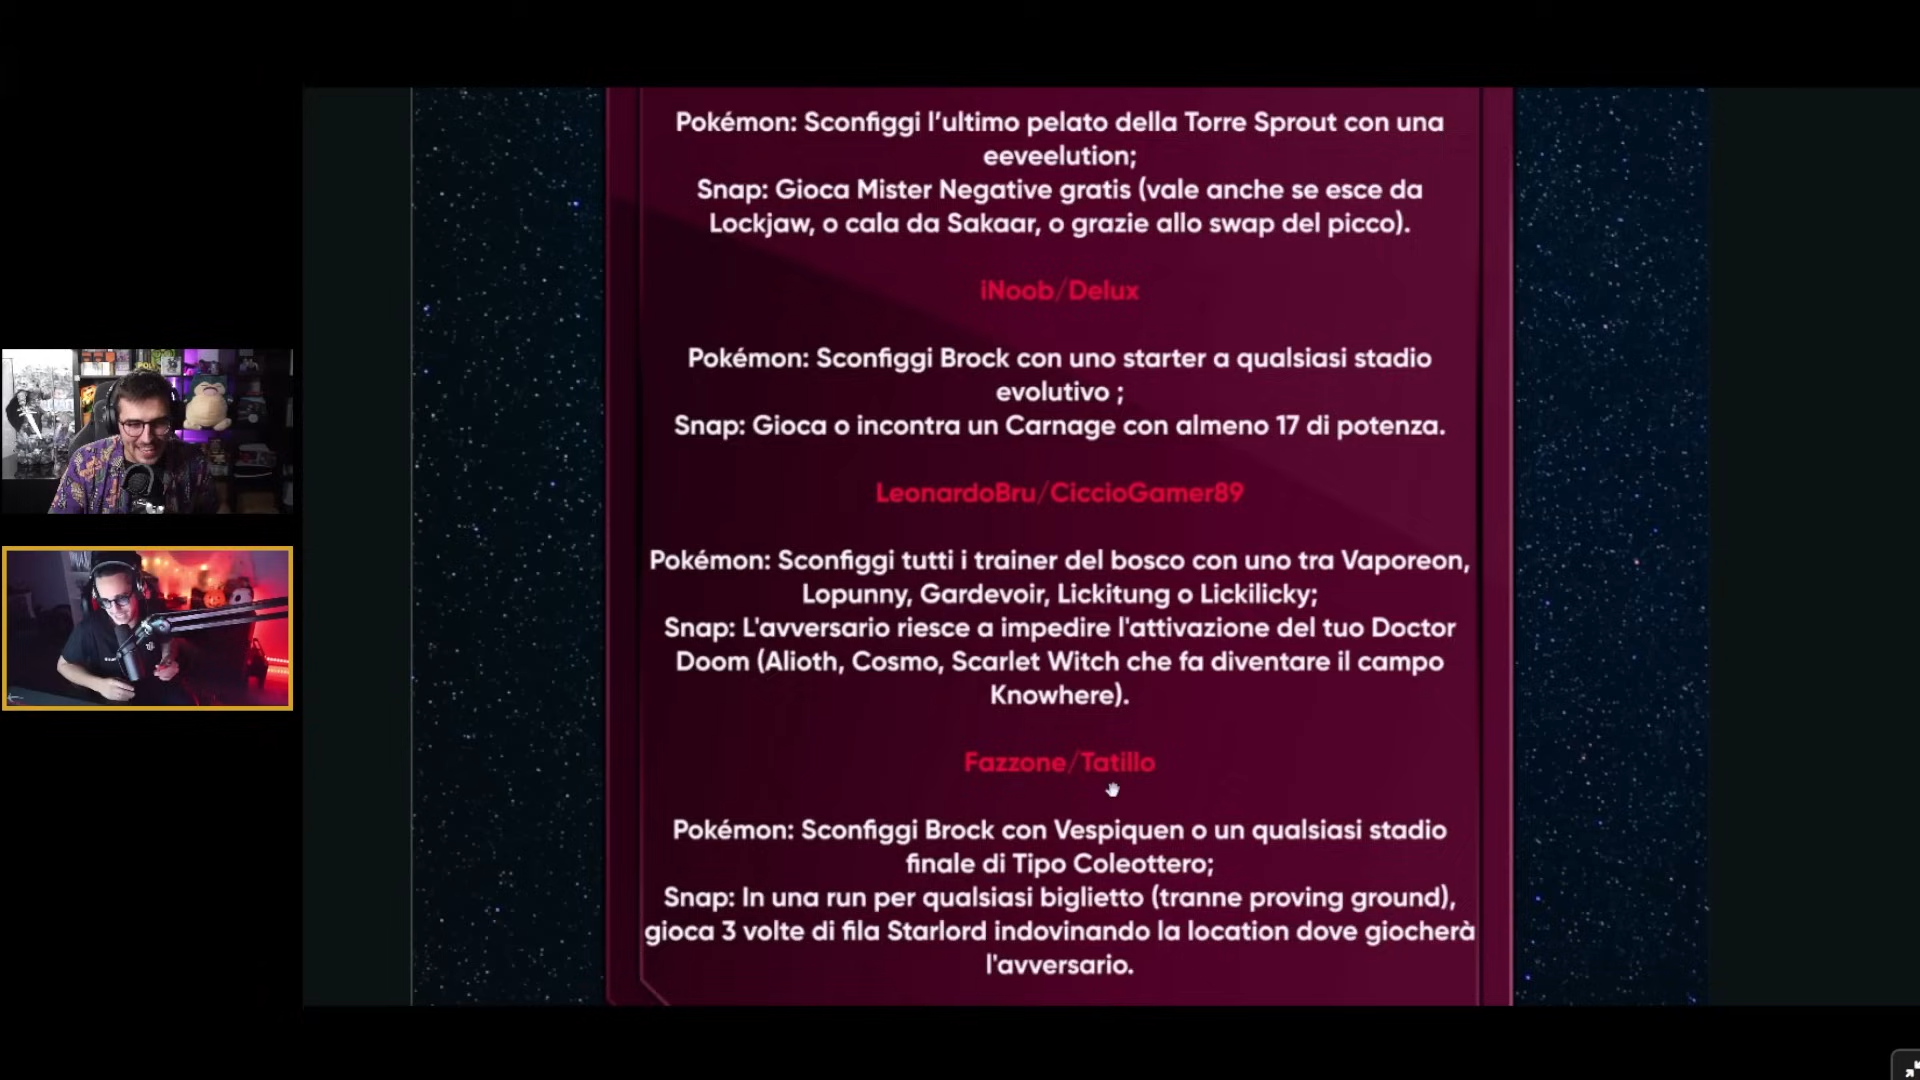 Pokémon: Sconfiggi l’ultimo pelato della Torre Sprout con una
eeveelution;
Snap: Gioca Mister Negative gratis (vale anche se esce da
Lockjaw, o cala da Sakaar, o grazie allo swap del picco).
iNoob/Delux
Pokémon: Sconfiggi Brock con uno starter a qualsiasi stadio
evolutivo ;
Snap: Gioca o incontra un Carnage con almeno 17 di potenza.
LeonardoBru/CiccioGamer89
Pokémon: Sconfiggi tutti i trainer del bosco con uno tra Vaporeon,
Lopunny, Gardevoir, Lickitung o Lickilicky;
Snap: L'avversario riesce a impedire l'attivazione del tuo Doctor
Doom (Alioth, Cosmo, Scarlet Witch che fa diventare il campo
Knowhere).
Fazzone/Tatillo
Pokémon: Sconfiggi Brock con Vespiquen o un qualsiasi stadio
finale di Tipo Coleottero;
Snap: In una run per qualsiasi biglietto (tranne proving ground),
gioca 3 volte di fila Starlord indovinando la location dove giocherà
l'avversario.